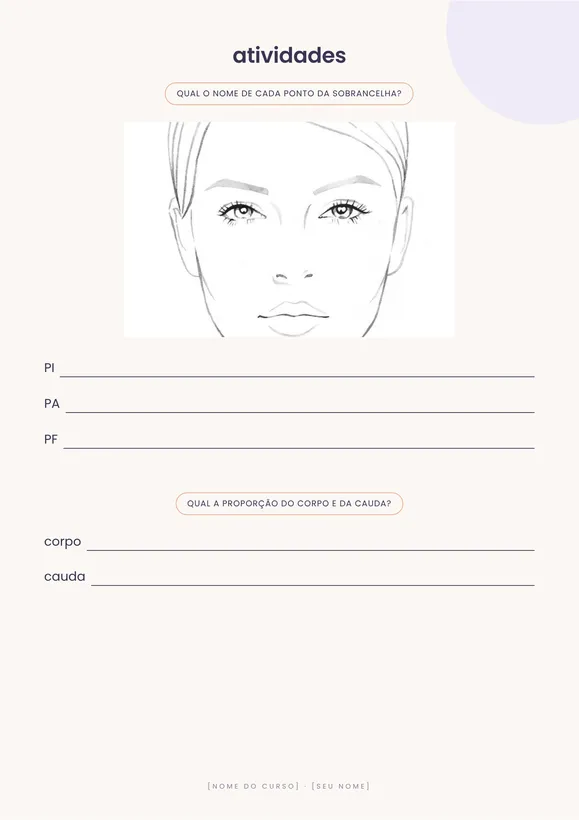 atividades
QUAL O NOME DE CADA PONTO DA SOBRANCELHA?
PI
PA
PF
QUAL A PROPORÇÃO DO CORPO E DA CAUDA?
corpo
cauda
[NOME DO CURSO] · [SEU NOME]